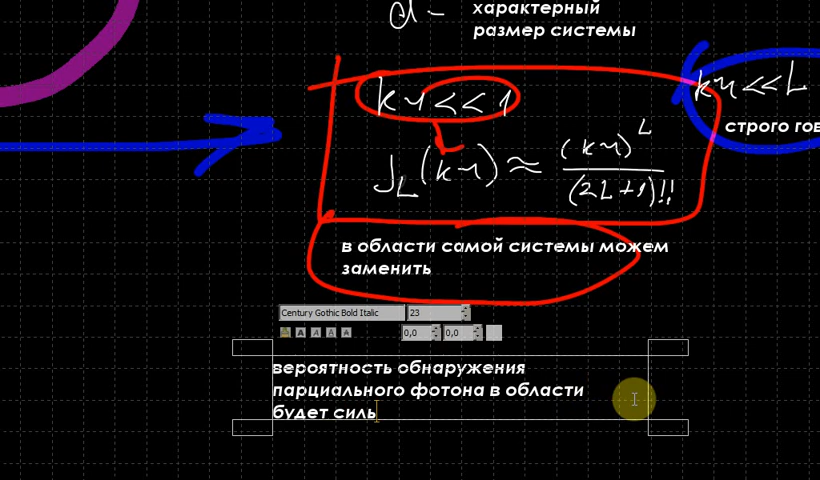 d — характерный
размер системы
kr << 1
kr << L
строго гов
j_L(kr) ≈ (kr)^L / (2L+1)!!
в области самой системы можем
заменить
Century Gothic Bold Italic 23
A A A A 0,0 0,0
вероятность обнаружения
парциального фотона в области
будет силь